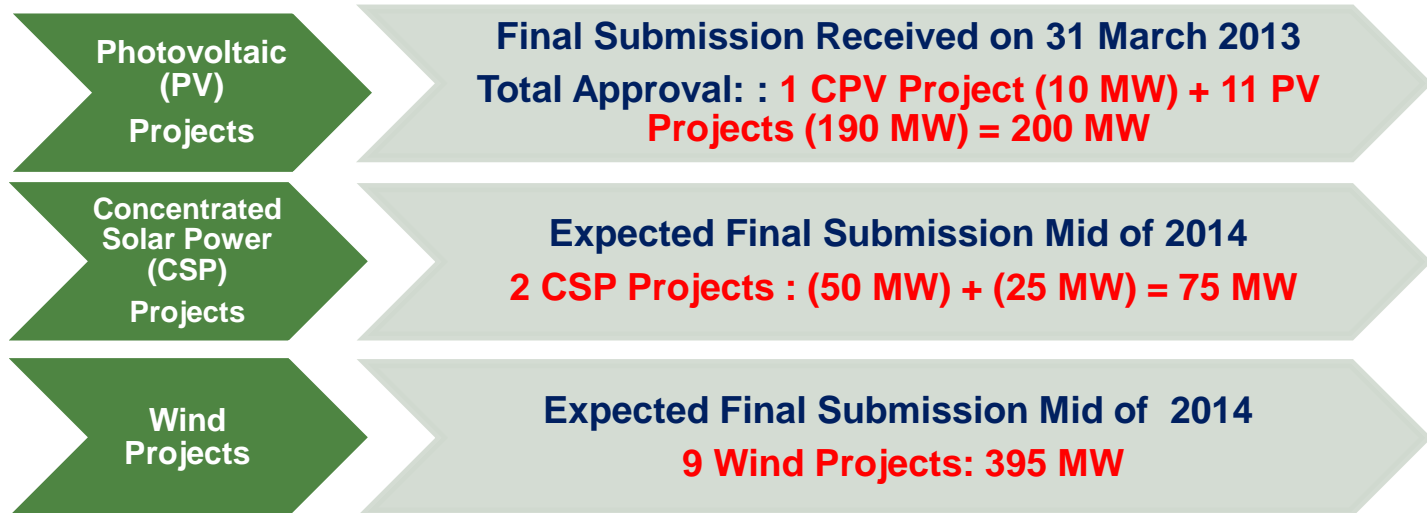 Photovoltaic
(PV)
Projects
Final Submission Received on 31 March 2013
Total Approval: : 1 CPV Project (10 MW) + 11 PV
Projects (190 MW) = 200 MW
Concentrated
Solar Power
(CSP)
Projects
Expected Final Submission Mid of 2014
2 CSP Projects : (50 MW) + (25 MW) = 75 MW
Wind
Projects
Expected Final Submission Mid of  2014
9 Wind Projects: 395 MW